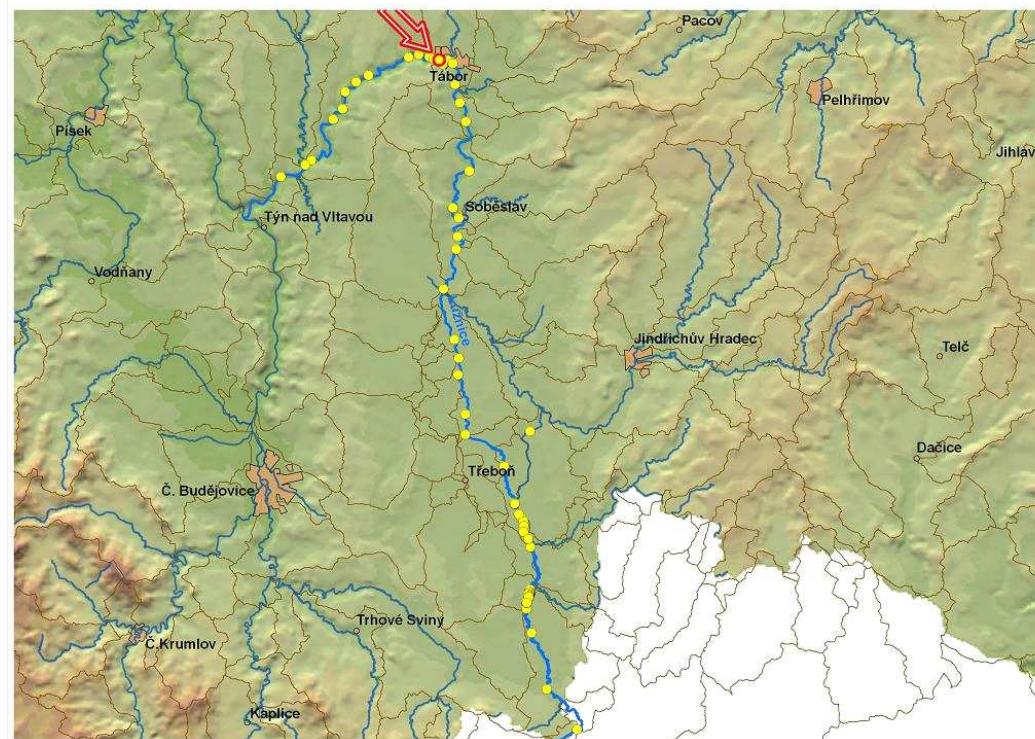 Pacov
Tábor
Pelhřimov
Písek
Jihlav
Soběslav
Týn nad Vltavou
Vodňany
Jindřichův Hradec
Telč
Dačice
Třeboň
Č. Budějovice
Trhové Sviny
Č.Krumlov
Kaplice